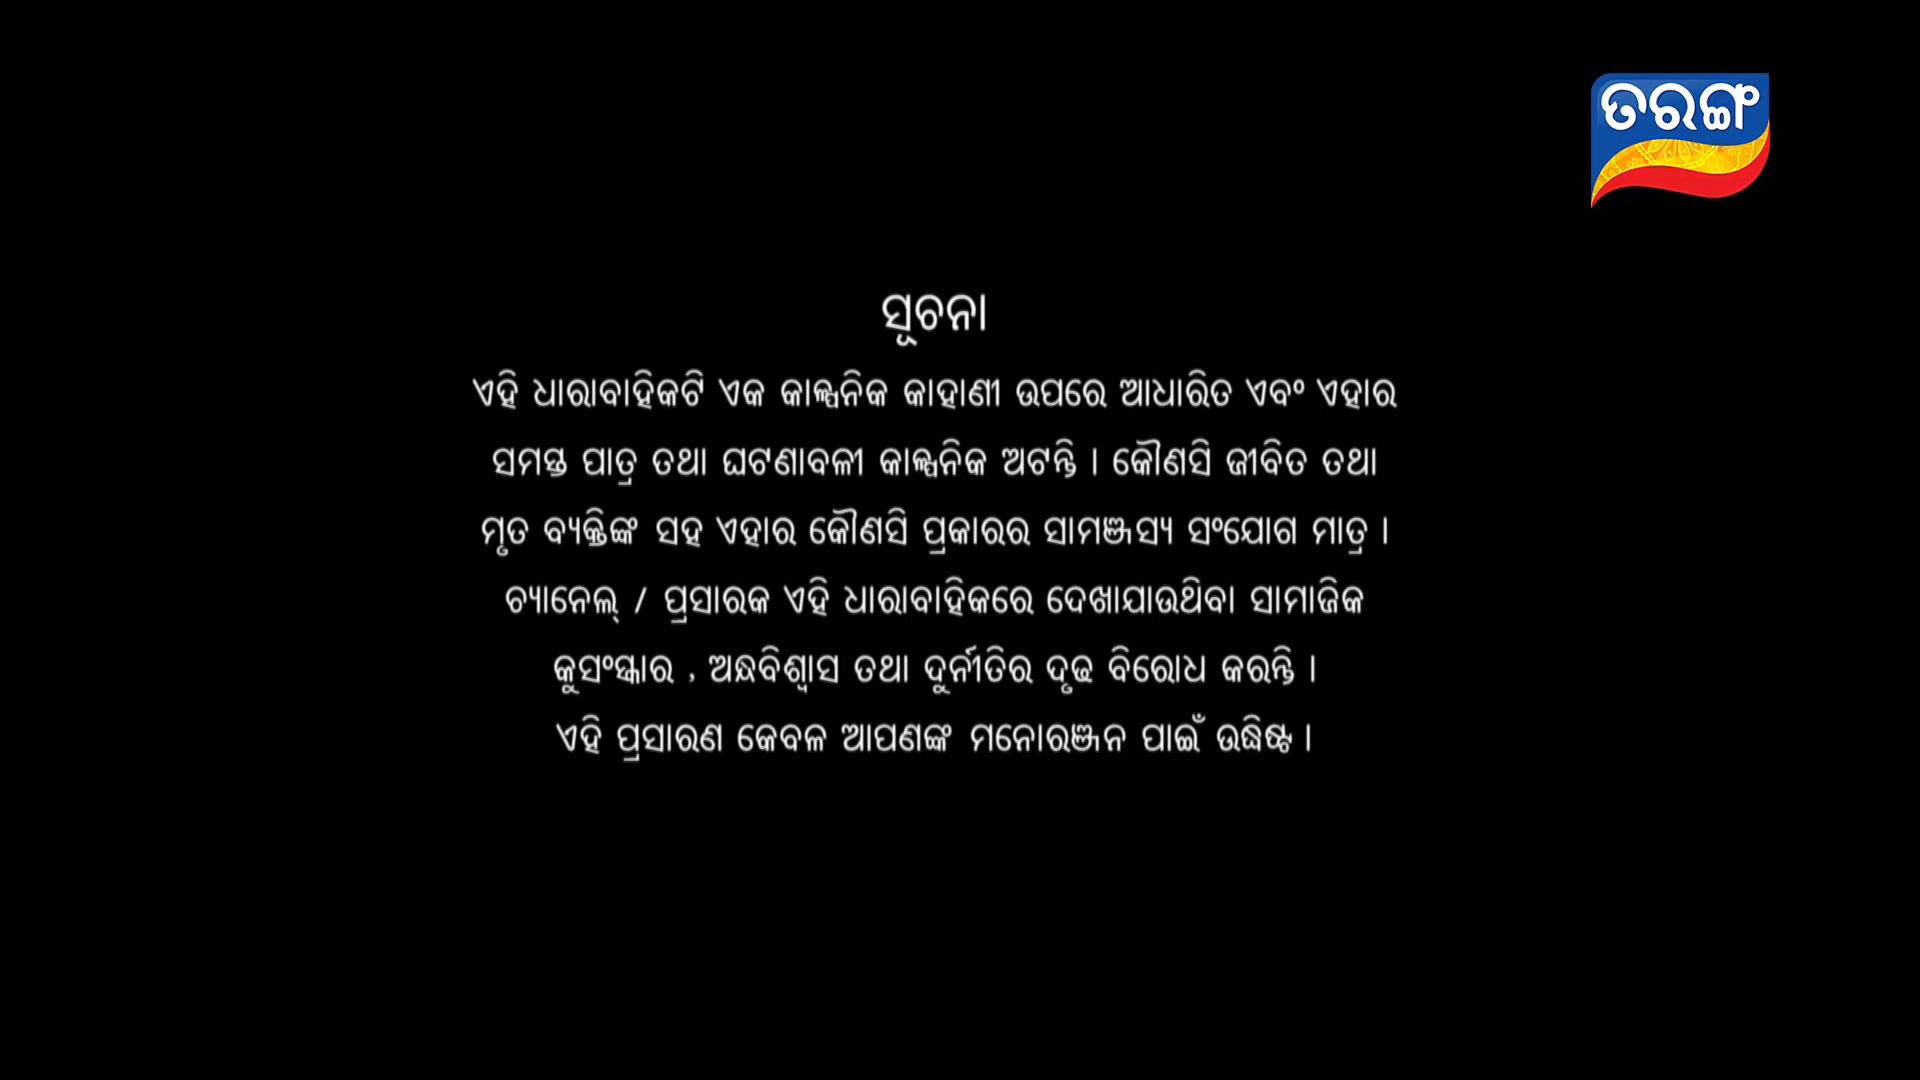 ତରଙ୍ଗ
ସୂଚନା
ଏହି ଧାରାବାହିକଟି ଏକ କାଳ୍ପନିକ କାହାଣୀ ଉପରେ ଆଧାରିତ ଏବଂ ଏହାର
ସମସ୍ତ ପାତ୍ର ତଥା ଘଟଣାବଳୀ କାଳ୍ପନିକ ଅଟନ୍ତି । କୌଣସି ଜୀବିତ ତଥା
ମୃତ ବ୍ୟକ୍ତିଙ୍କ ସହ ଏହାର କୌଣସି ପ୍ରକାରର ସାମଞ୍ଜସ୍ୟ ସଂଯୋଗ ମାତ୍ର ।
ଚ୍ୟାନେଲ୍ / ପ୍ରସାରକ ଏହି ଧାରାବାହିକରେ ଦେଖାଯାଉଥିବା ସାମାଜିକ
କୁସଂସ୍କାର , ଅନ୍ଧବିଶ୍ୱାସ ତଥା ଦୁର୍ନୀତିର ଦୃଢ ବିରୋଧ କରନ୍ତି ।
ଏହି ପ୍ରସାରଣ କେବଳ ଆପଣଙ୍କ ମନୋରଞ୍ଜନ ପାଇଁ ଉଦ୍ଧିଷ୍ଟ ।